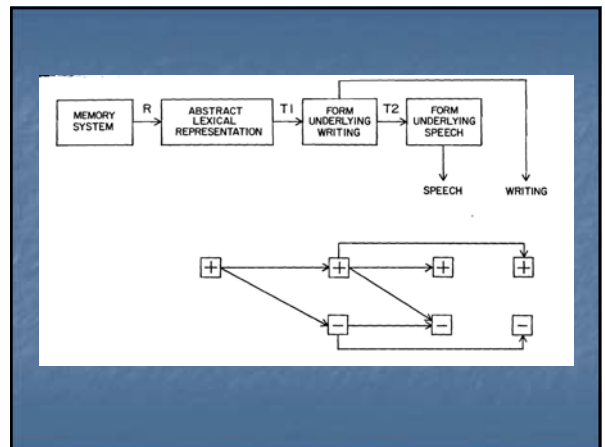 MEMORY
SYSTEM
R
ABSTRACT
LEXICAL
REPRESENTATION
T1
FORM
UNDERLYING
WRITING
T2
FORM
UNDERLYING
SPEECH
SPEECH
WRITING
+
+
+
+
−
−
−